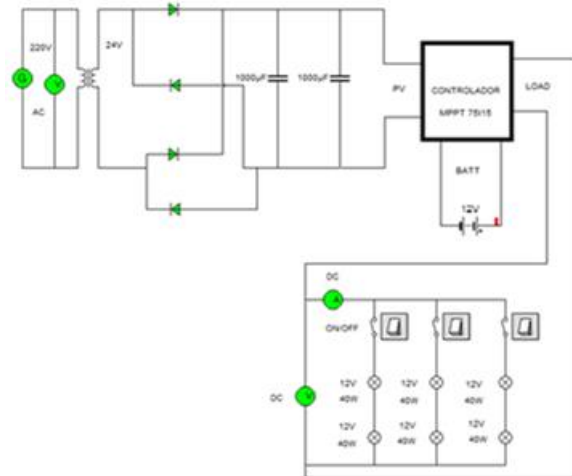 220V
24V
G
V
AC
1000µF
1000µF
PV
CONTROLADOR
MPPT 75/15
LOAD
BATT
12V
DC
A
ON/OFF
DC
V
12V
40W
12V
40W
12V
40W
12V
40W
12V
40W
12V
40W